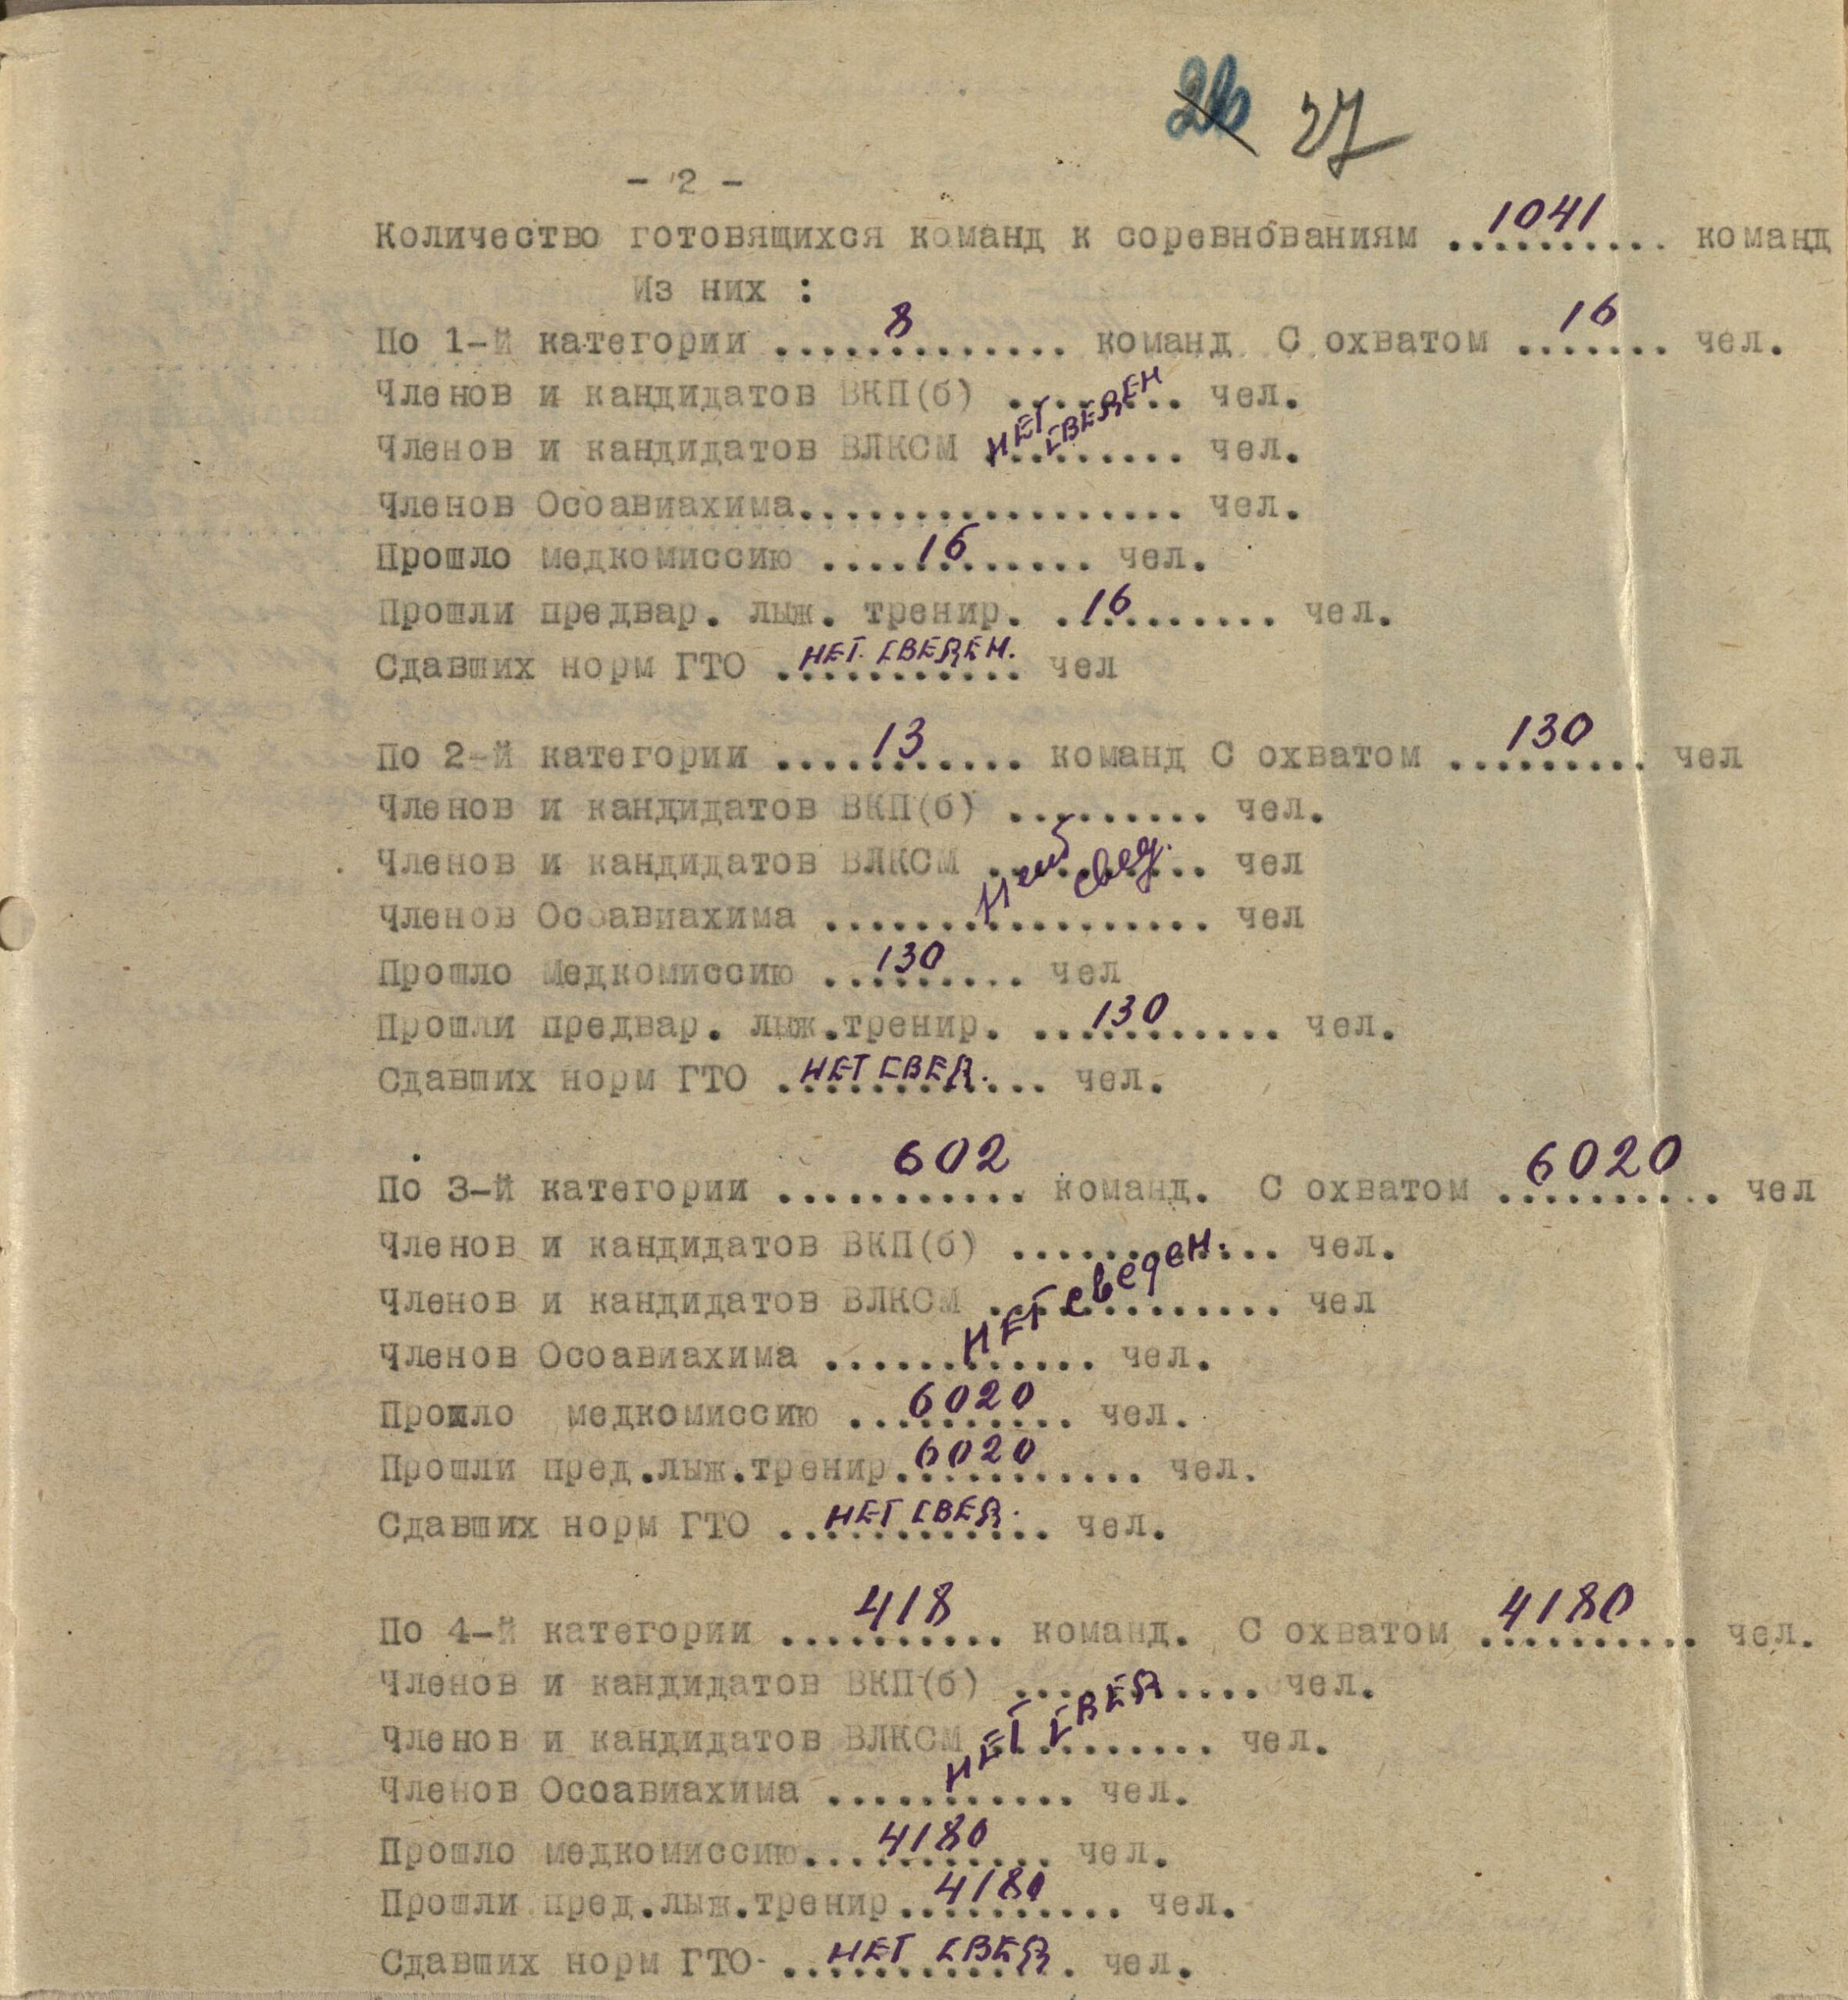 26 27
- 2 -
Количество готовящихся команд к соревнованиям ..1041.... команд
Из них :
По 1-й категории ....8......... команд С охватом ..16... чел.
Членов и кандидатов ВКП(б) ........ чел.
Членов и кандидатов ВЛКСМ НЕТ СВЕДЕН чел.
Членов Осоавиахима................. чел.
Прошло медкомиссию ....16...... чел.
Прошли предвар. лыж. тренир. ..16....... чел.
Сдавших норм ГТО НЕТ. СВЕДЕН. чел
По 2-й категории ....13..... команд С охватом ..130.... чел
Членов и кандидатов ВКП(б) ......... чел.
Членов и кандидатов ВЛКСМ Нет свед. чел
Членов Осоавиахима ................. чел
Прошло Медкомиссию ..130.... чел
Прошли предвар. лыж.тренир. ...130..... чел.
Сдавших норм ГТО НЕТ СВЕД. ... чел.
По 3-й категории ....602.... команд. С охватом ..6020.... чел
Членов и кандидатов ВКП(б) ............ чел.
Членов и кандидатов ВЛКСМ НЕТ сведен. чел
Членов Осоавиахима ............ чел.
Прошло медкомиссию ..6020.. чел.
Прошли пред.лыж.тренир.6020..... чел.
Сдавших норм ГТО ..НЕТ СВЕД. .. чел.
По 4-й категории ...418... команд. С охватом .4180.... чел.
Членов и кандидатов ВКП(б) ........... чел.
Членов и кандидатов ВЛКСМ НЕТ СВЕД чел.
Членов Осоавиахима ........... чел.
Прошло медкомиссию...4180... чел.
Прошли пред.лыж.тренир..4180.... чел.
Сдавших норм ГТО- ..НЕТ СВЕД. чел.